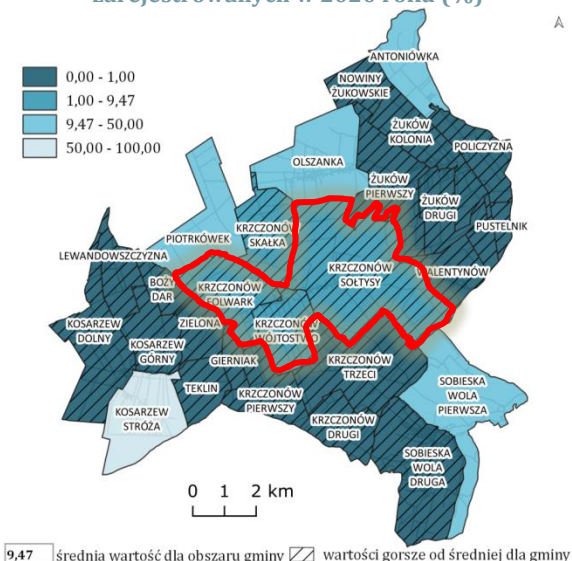 zarejestrowanych w 2020 roku (%)
0,00 - 1,00
1,00 - 9,47
9,47 - 50,00
50,00 - 100,00
ANTONIÓWKA
NOWINY
ŻUKOWSKIE
ŻUKÓW
KOLONIA
POLICZYZNA
OLSZANKA
ŻUKÓW
PIERWSZY
ŻUKÓW
DRUGI
PUSTELNIK
KRZCZONÓW
SKAŁKA
PIOTRKÓWEK
LEWANDOWSZCZYZNA
KRZCZONÓW
SOŁTYSY
WALENTYNÓW
BOŻY
DAR
KRZCZONÓW
FOLWARK
KOSARZEW
DOLNY
ZIELONA
KRZCZONÓW
WÓJTOSTWO
KOSARZEW
GÓRNY
GIERNIAK
KRZCZONÓW
TRZECI
TEKLIN
KRZCZONÓW
PIERWSZY
SOBIESKA
WOLA
PIERWSZA
KOSARZEW
STRÓŻA
KRZCZONÓW
DRUGI
SOBIESKA
WOLA
DRUGA
0 1 2 km
9,47 średnia wartość dla obszaru gminy wartości gorsze od średniej dla gminy